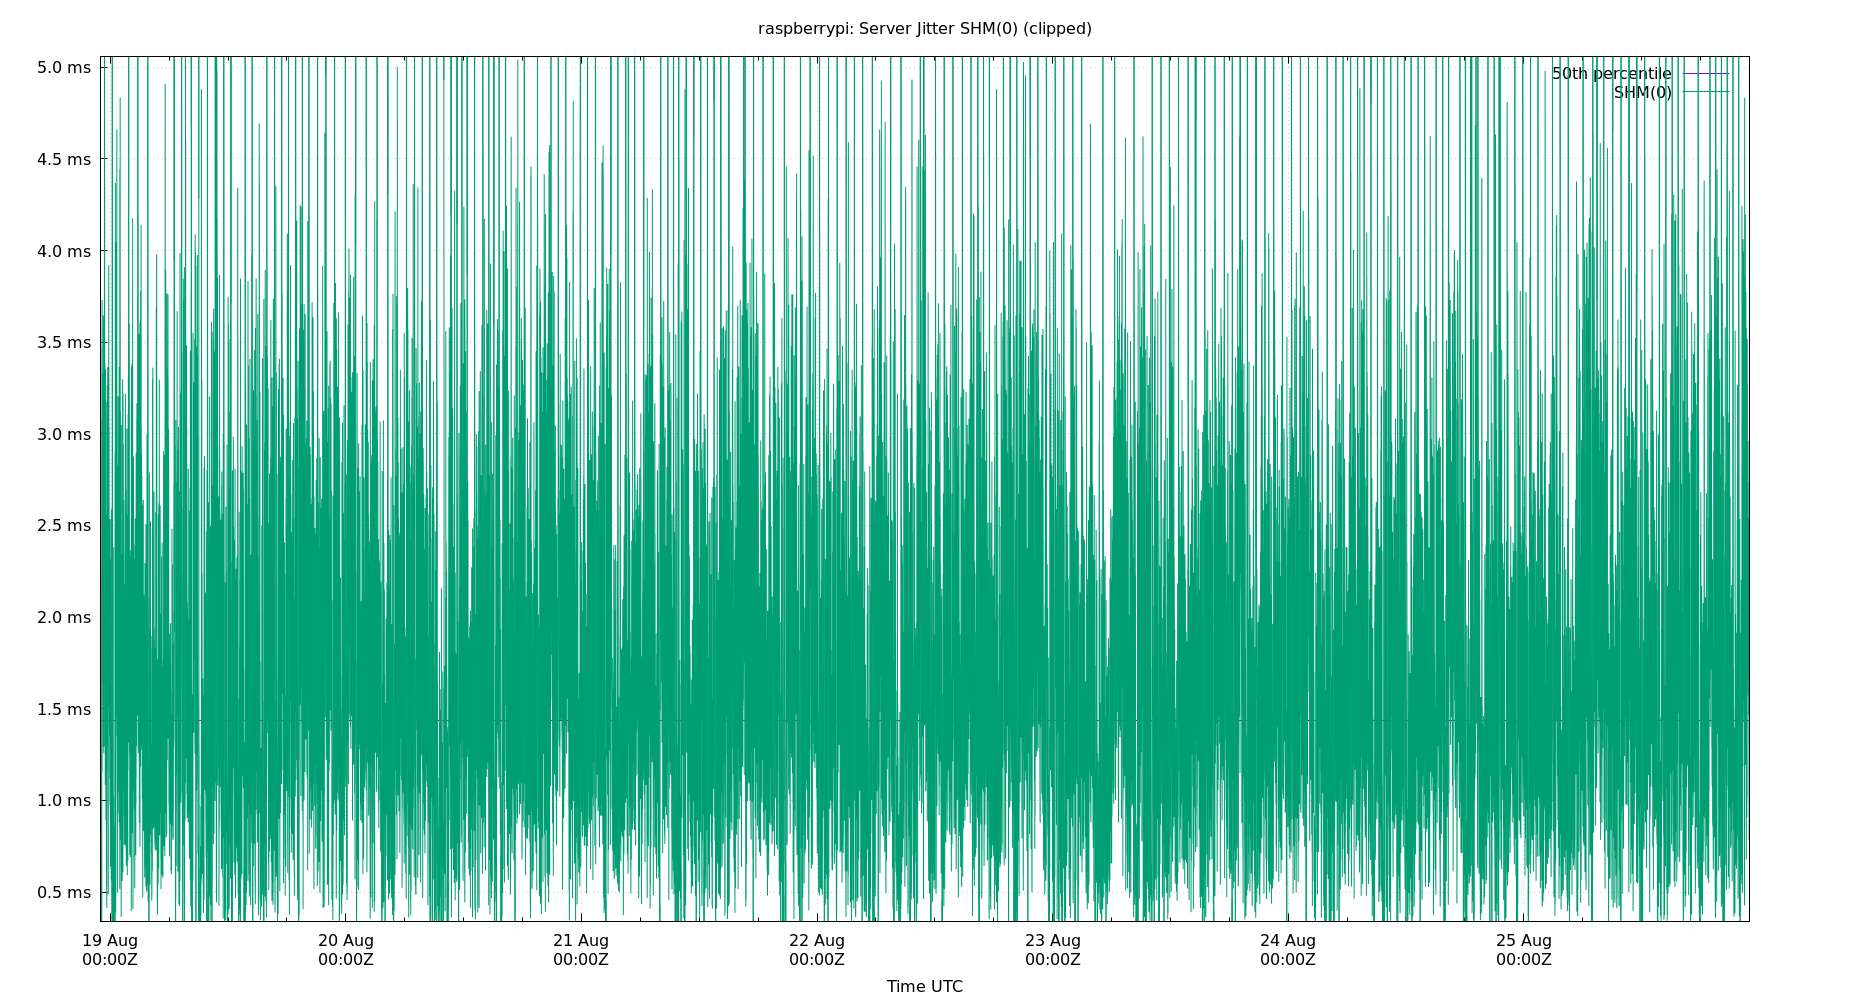 raspberrypi: Server Jitter SHM(0) (clipped)
5.0 ms
50th percentile
SHM(0)
4.5 ms
4.0 ms
3.5 ms
3.0 ms
2.5 ms
2.0 ms
1.5 ms
1.0 ms
0.5 ms
19 Aug 20 Aug 21 Aug 22 Aug 23 Aug 24 Aug 25 Aug
00:00Z 00:00Z 00:00Z 00:00Z 00:00Z 00:00Z 00:00Z
Time UTC